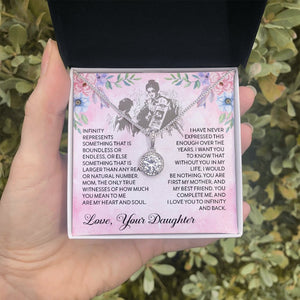 INFINITY
REPRESENTS
SOMETHING THAT IS
BOUNDLESS OR
ENDLESS, OR ELSE
SOMETHING THAT IS
LARGER THAN ANY REAL
OR NATURAL NUMBER.
MOM, THE ONLY TRUE
WITNESSES OF HOW MUCH
YOU MEAN TO ME
ARE MY HEART AND SOUL.
I HAVE NEVER
EXPRESSED THIS
ENOUGH OVER THE
YEARS. I WANT YOU
TO KNOW THAT
WITHOUT YOU IN MY
LIFE, I WOULD
BE NOTHING, YOU ARE
FIRST MY MOTHER, AND
MY BEST FRIEND. YOU
COMPLETE ME, AND
I LOVE YOU TO INFINITY
AND BACK.
Love, Your Daughter